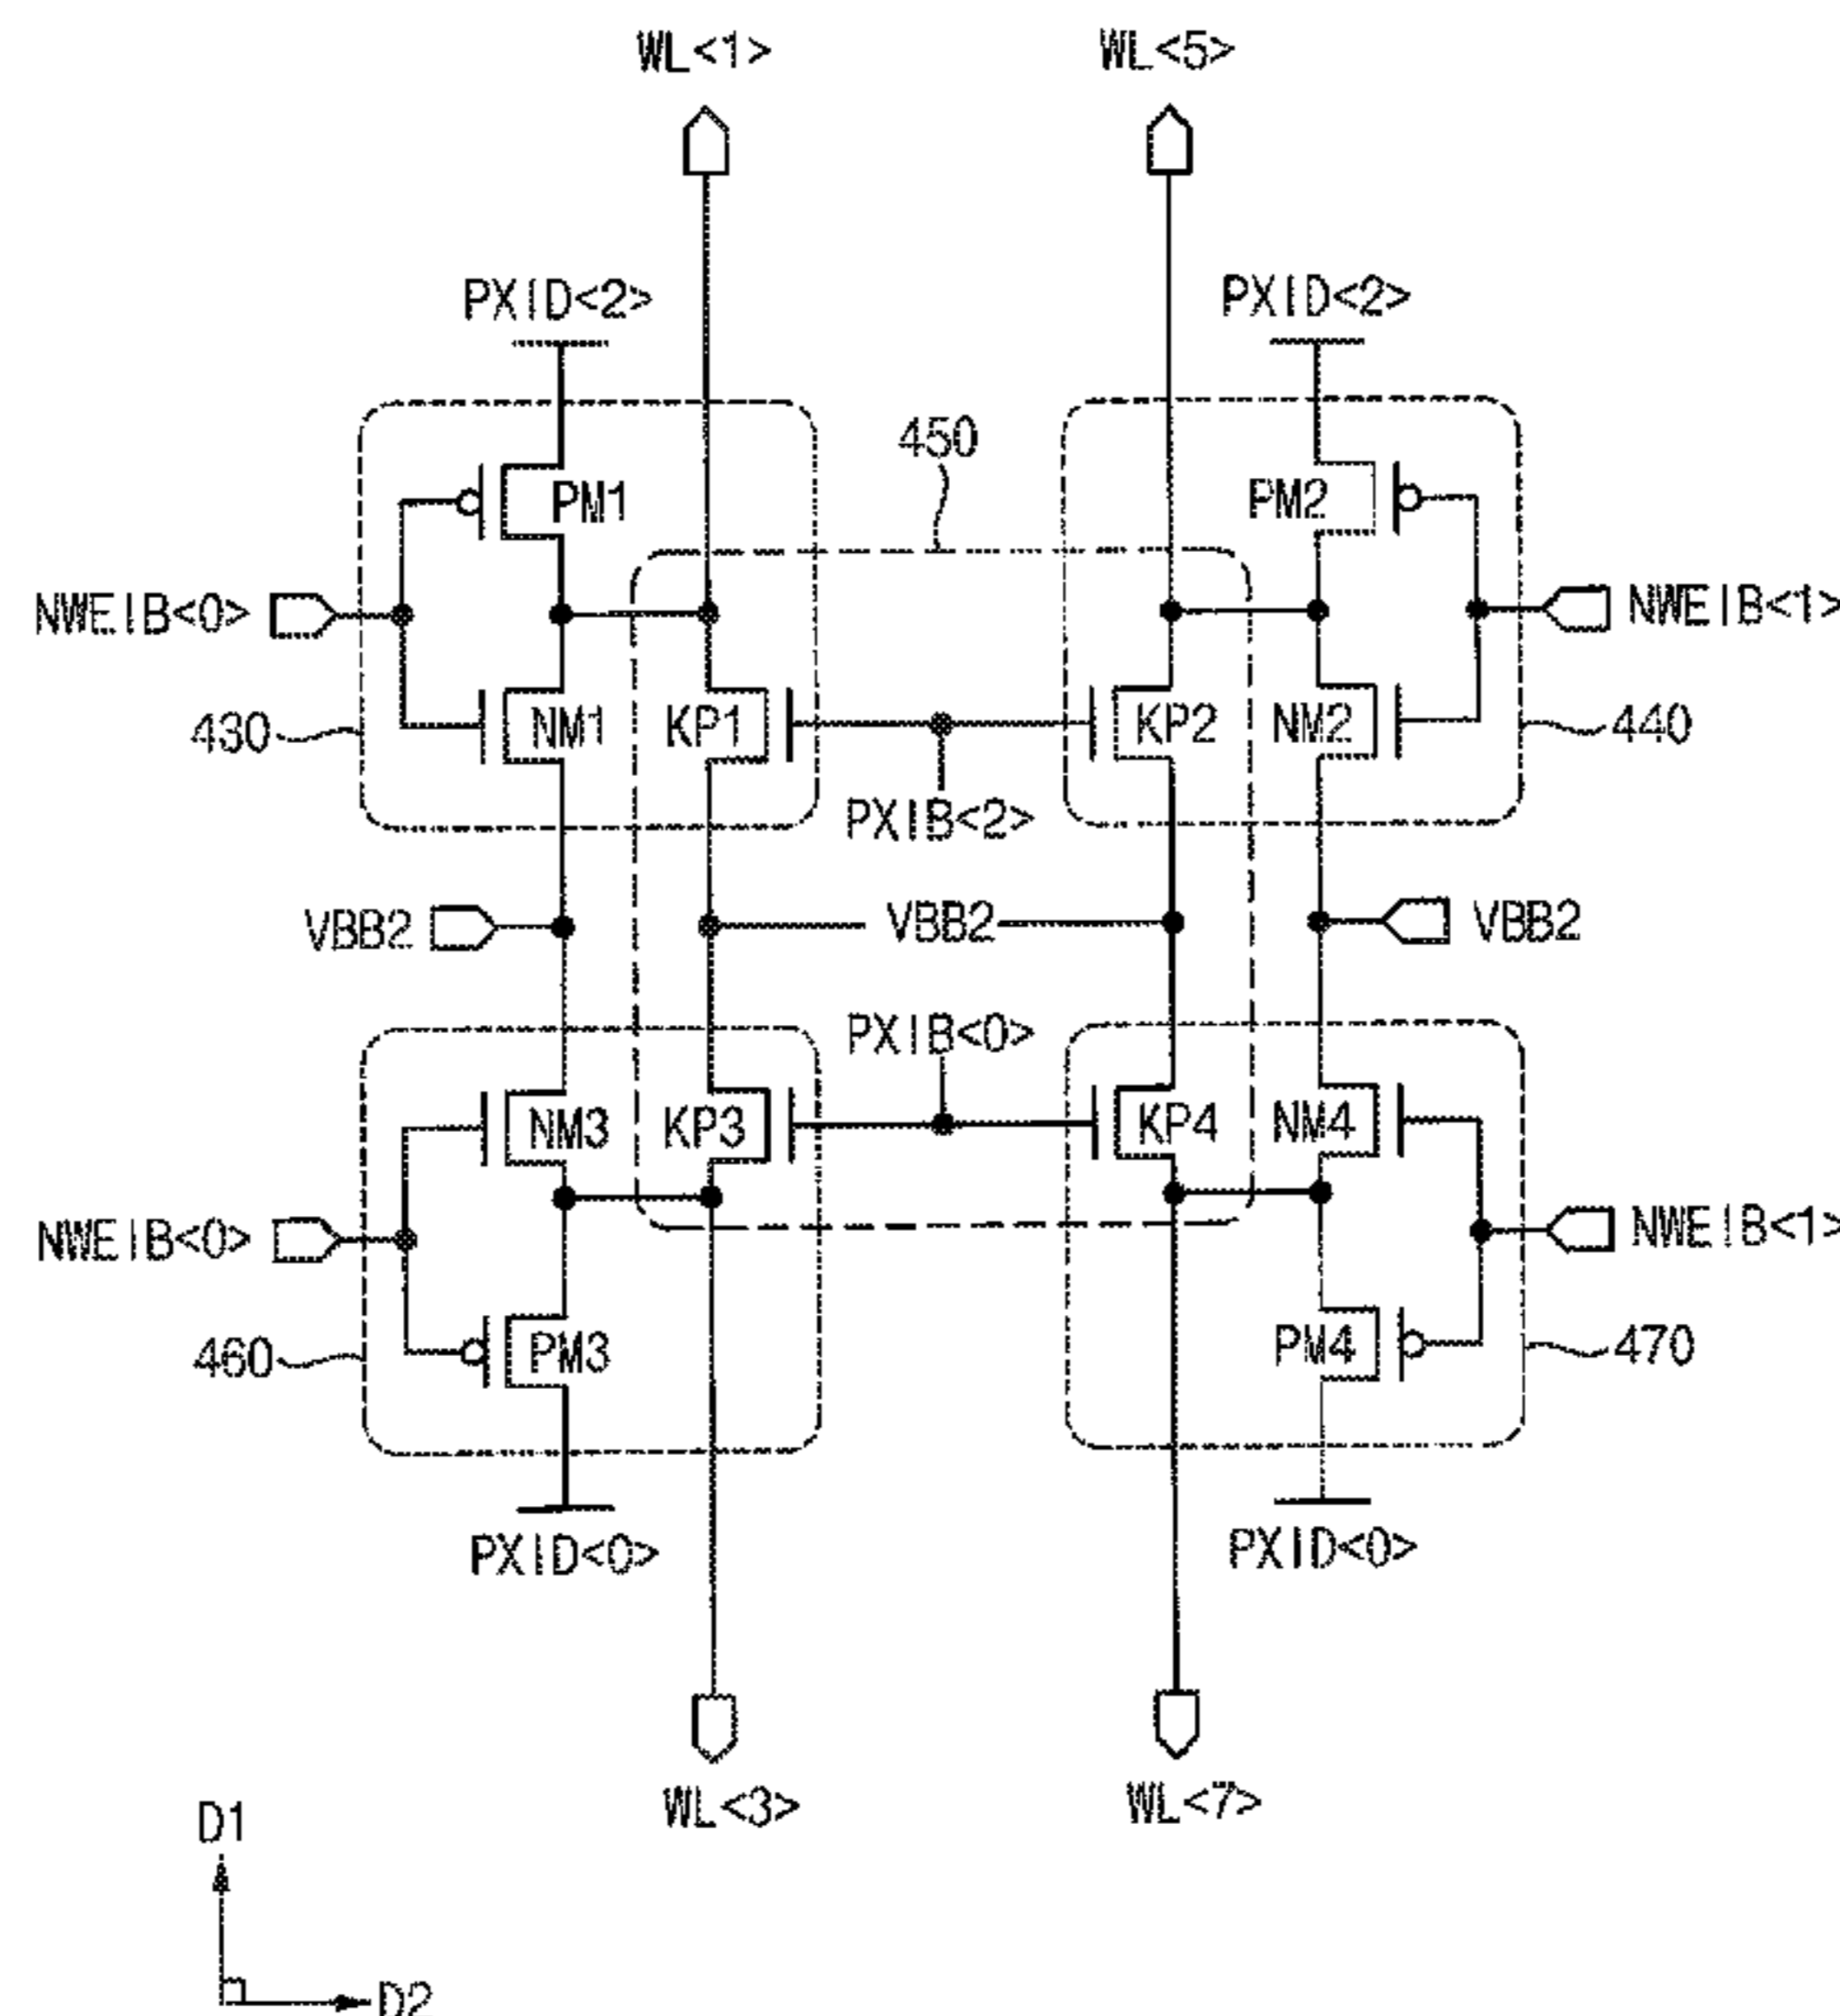 WL<1> WL<5>
PXID<2> PXID<2>
450
PM1 PM2
NWEIB<0> NWEIB<1>
430 NM1 KP1 KP2 NM2 440
PXIB<2>
VBB2 VBB2 VBB2
PXIB<0>
NM3 KP3 KP4 NM4
NWEIB<0> NWEIB<1>
460 PM3 PM4 470
PXID<0> PXID<0>
WL<3> WL<7>
D1
D2